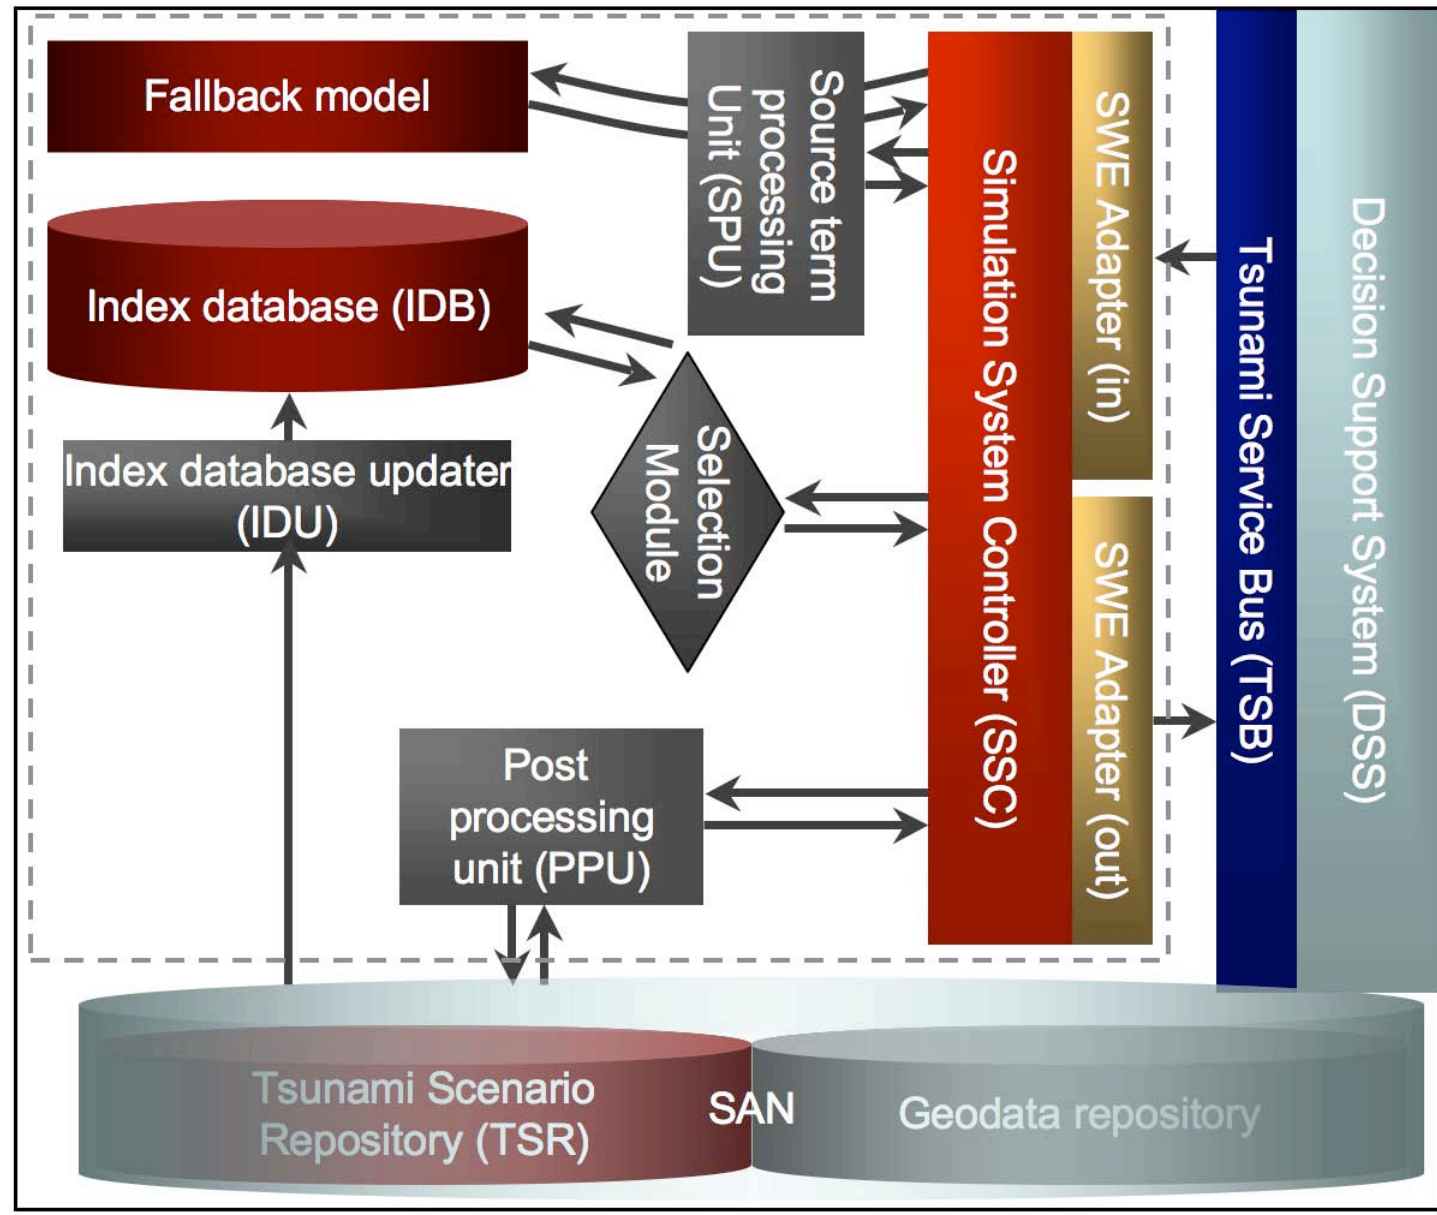 Fallback model
Source term
processing
Unit (SPU)
Index database (IDB)
Index database updater
(IDU)
Selection
Module
Post
processing
unit (PPU)
Simulation System Controller (SSC)
SWE Adapter (in)
SWE Adapter (out)
Tsunami Service Bus (TSB)
Decision Support System (DSS)
Tsunami Scenario
Repository (TSR)
SAN
Geodata repository